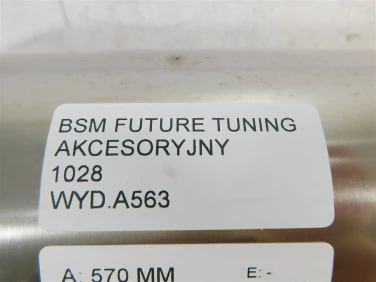 BSM FUTURE TUNING
AKCESORYJNY
1028
WYD.A563
A: 570 MM E: -